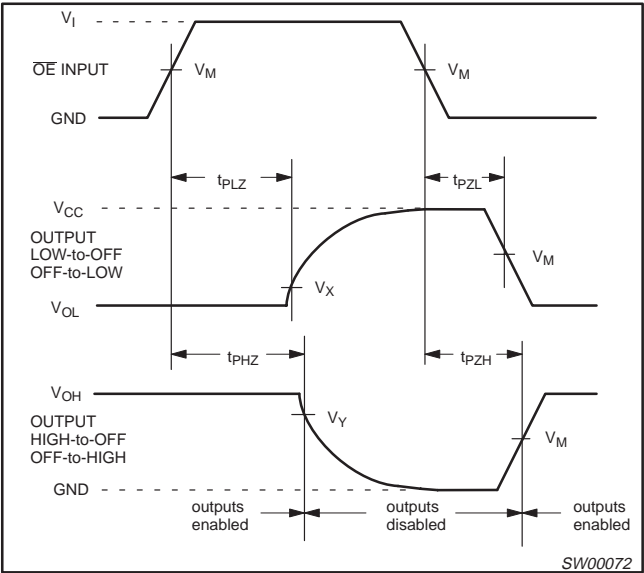 VI
OE INPUT
VM
VM
GND
tPLZ
tPZL
VCC
OUTPUT
LOW-to-OFF
OFF-to-LOW
VM
VX
VOL
tPHZ
tPZH
VOH
OUTPUT
HIGH-to-OFF
OFF-to-HIGH
VY
VM
GND
outputs
enabled
outputs
disabled
outputs
enabled
SW00072